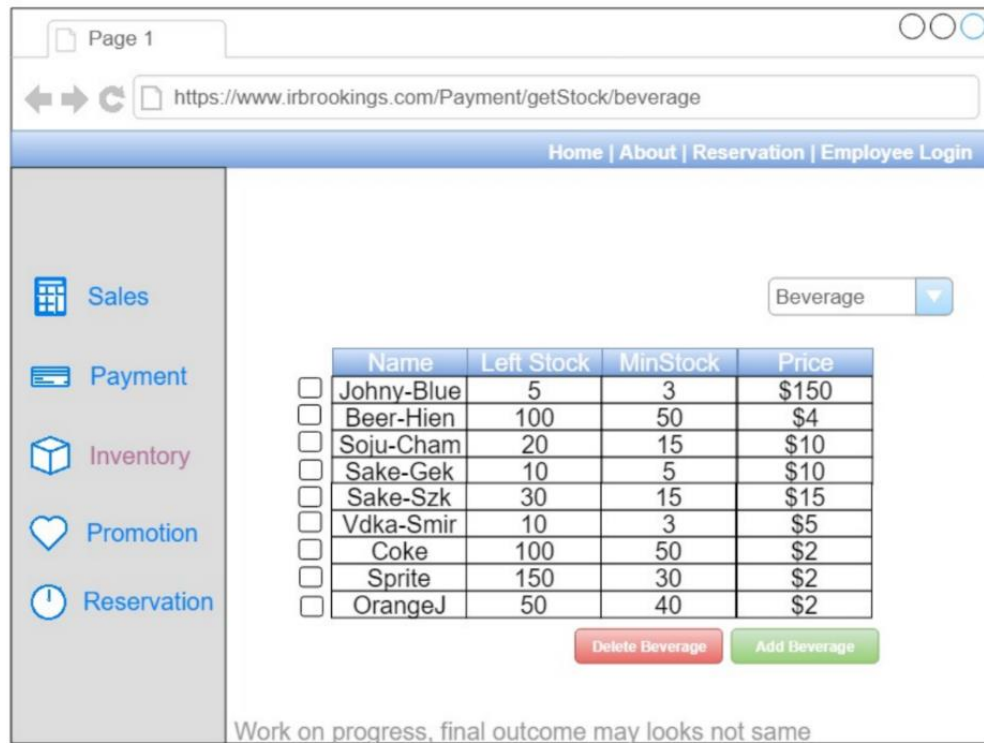 Page 1
https://www.irbrookings.com/Payment/getStock/beverage
Home | About | Reservation | Employee Login
Sales
Payment
Inventory
Promotion
Reservation
Beverage
Name Left Stock MinStock Price
Johny-Blue 5 3 $150
Beer-Hien 100 50 $4
Soju-Cham 20 15 $10
Sake-Gek 10 5 $10
Sake-Szk 30 15 $15
Vdka-Smir 10 3 $5
Coke 100 50 $2
Sprite 150 30 $2
OrangeJ 50 40 $2
Delete Beverage Add Beverage
Work on progress, final outcome may looks not same